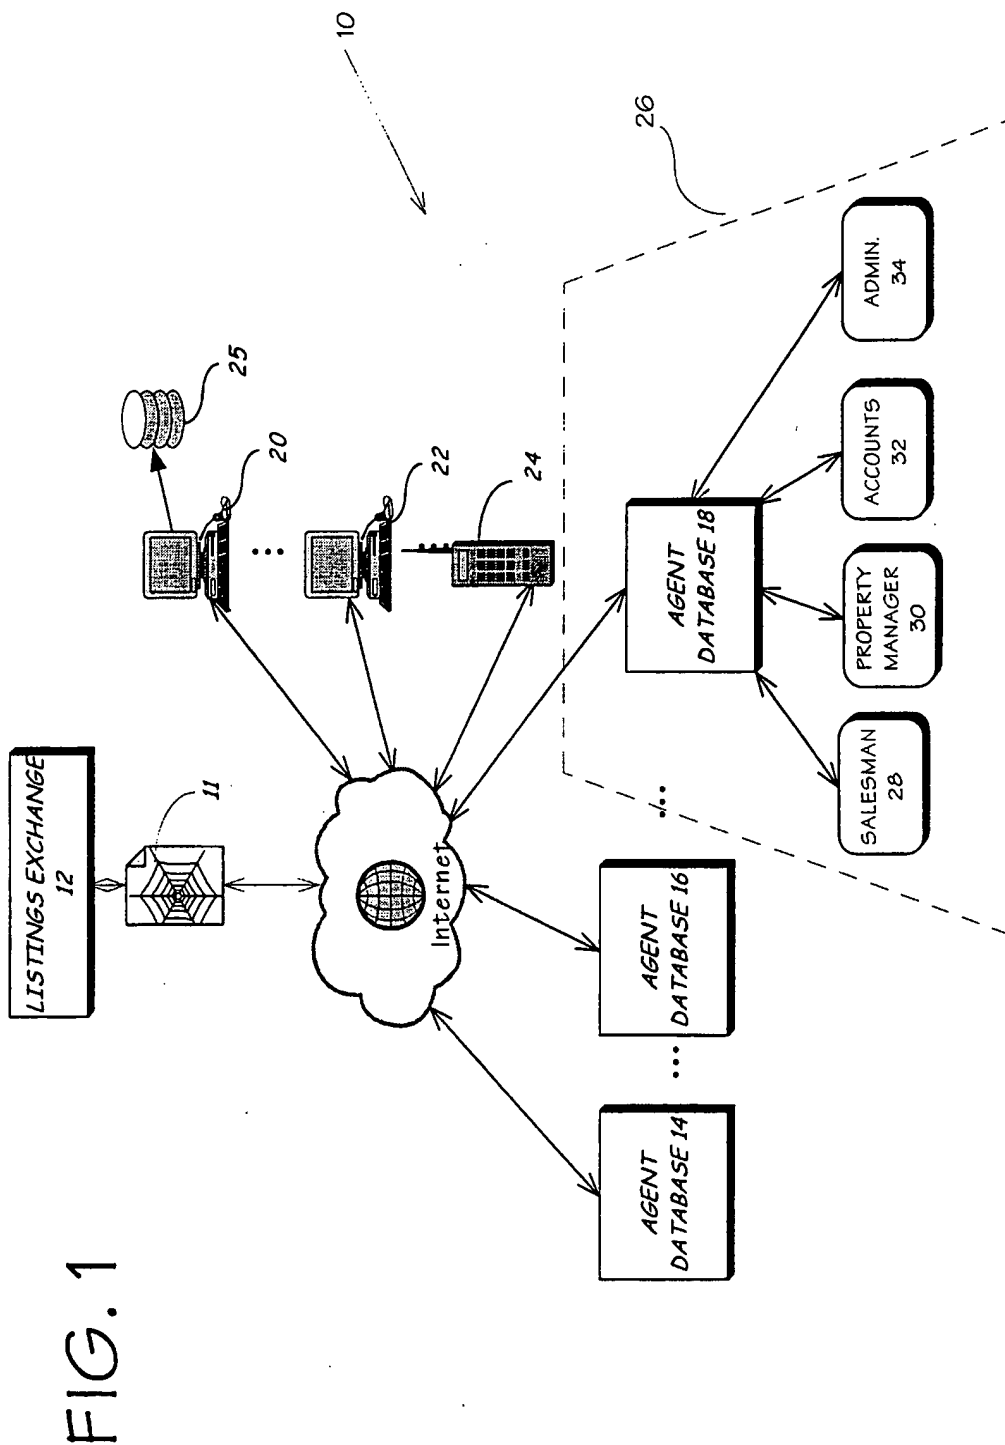 FIG. 1
LISTINGS EXCHANGE
12
11
Internet
10
25
20
22
24
26
AGENT
DATABASE 14
...
AGENT
DATABASE 16
...
AGENT
DATABASE 18
SALESMAN
28
PROPERTY
MANAGER
30
ACCOUNTS
32
ADMIN.
34